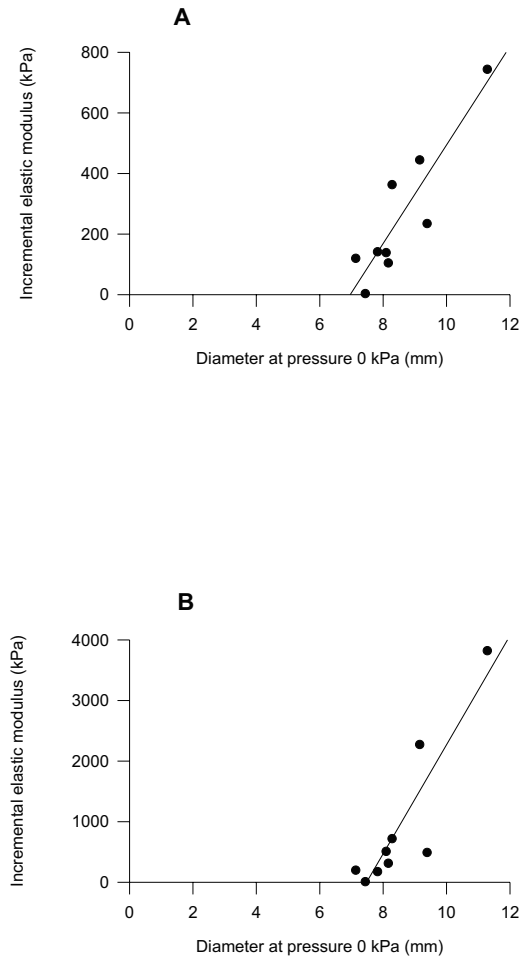 A
Incremental elastic modulus (kPa)
800
600
400
200
0
0 2 4 6 8 10 12
Diameter at pressure 0 kPa (mm)
B
Incremental elastic modulus (kPa)
4000
3000
2000
1000
0
0 2 4 6 8 10 12
Diameter at pressure 0 kPa (mm)